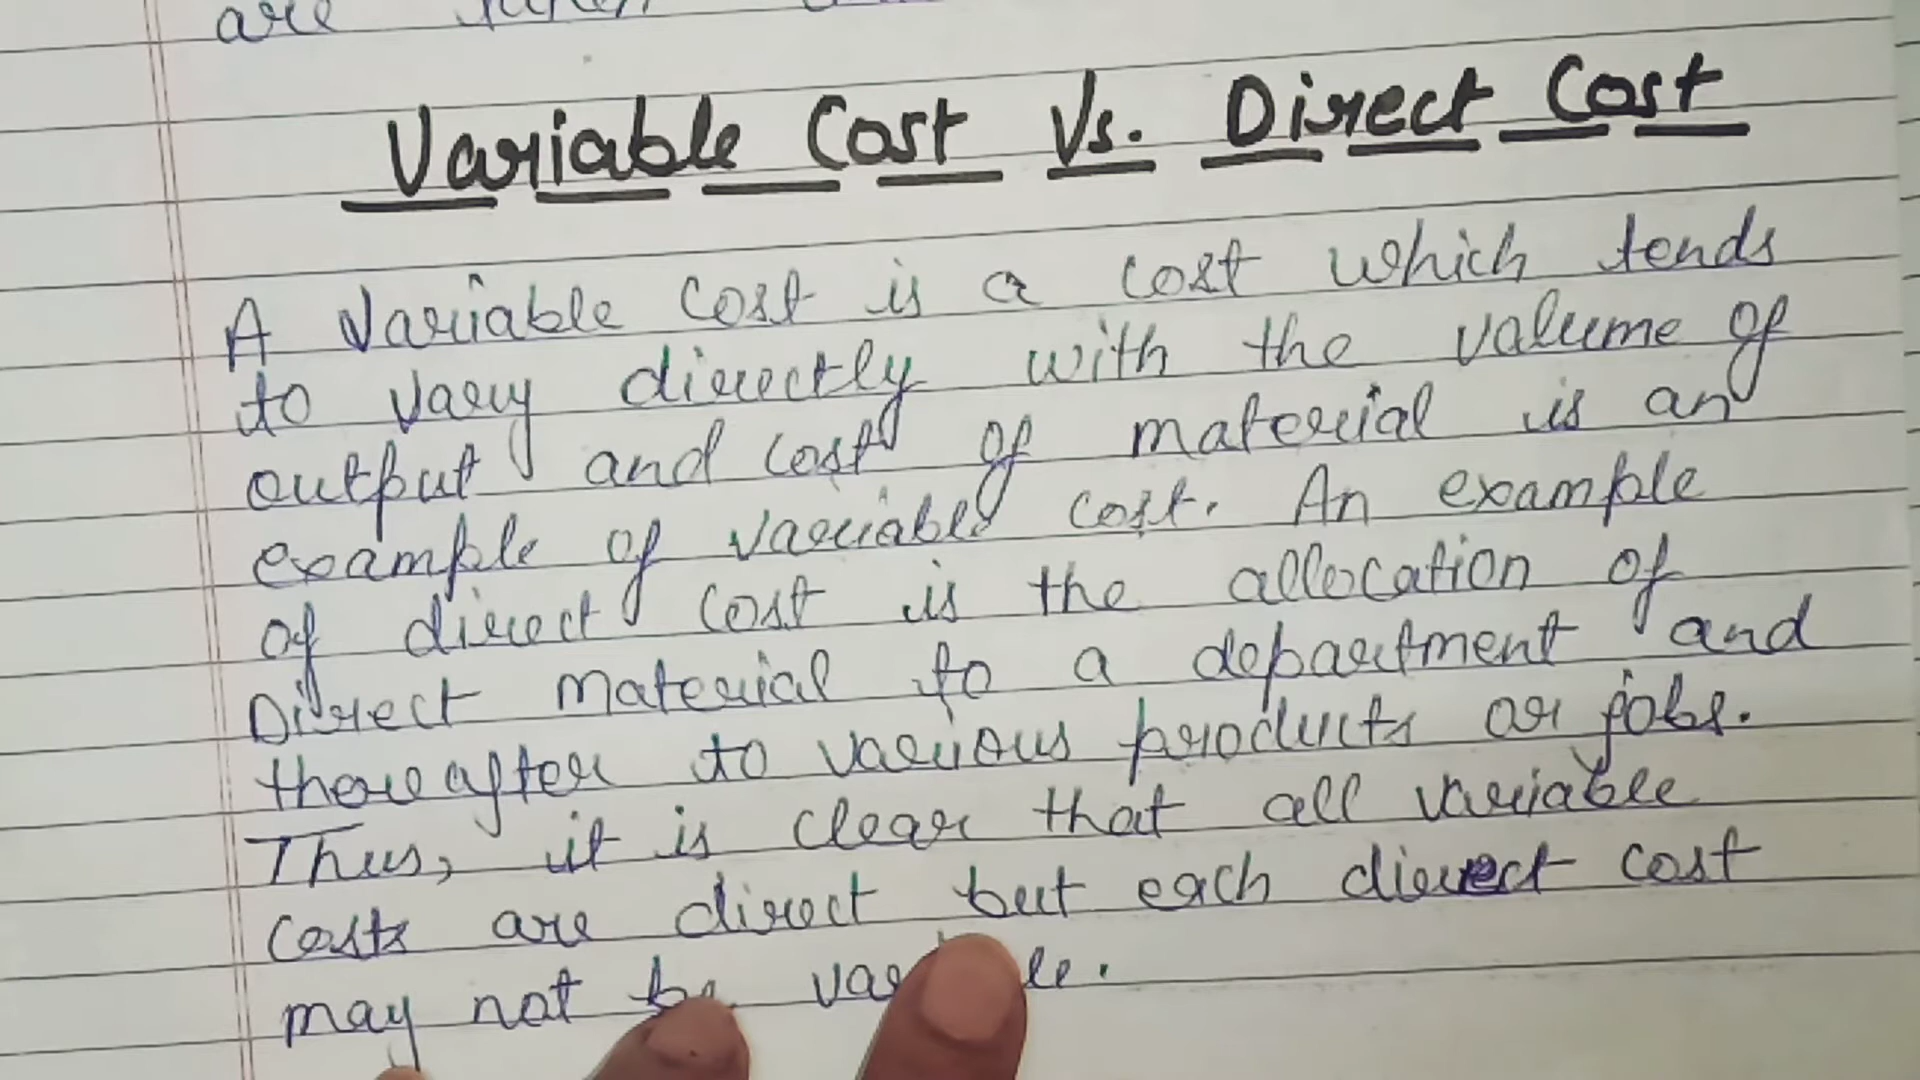 are
Variable Cost Vs. Direct Cost
A Variable Cost is a cost which tends
to vary directly with the volume of
output and cost of material is an
example of variable cost. An example
of direct cost is the allocation of
Direct material to a department and
thereafter to various products or jobs.
Thus, it is clear that all variable
costs are direct but each direct cost
may not be